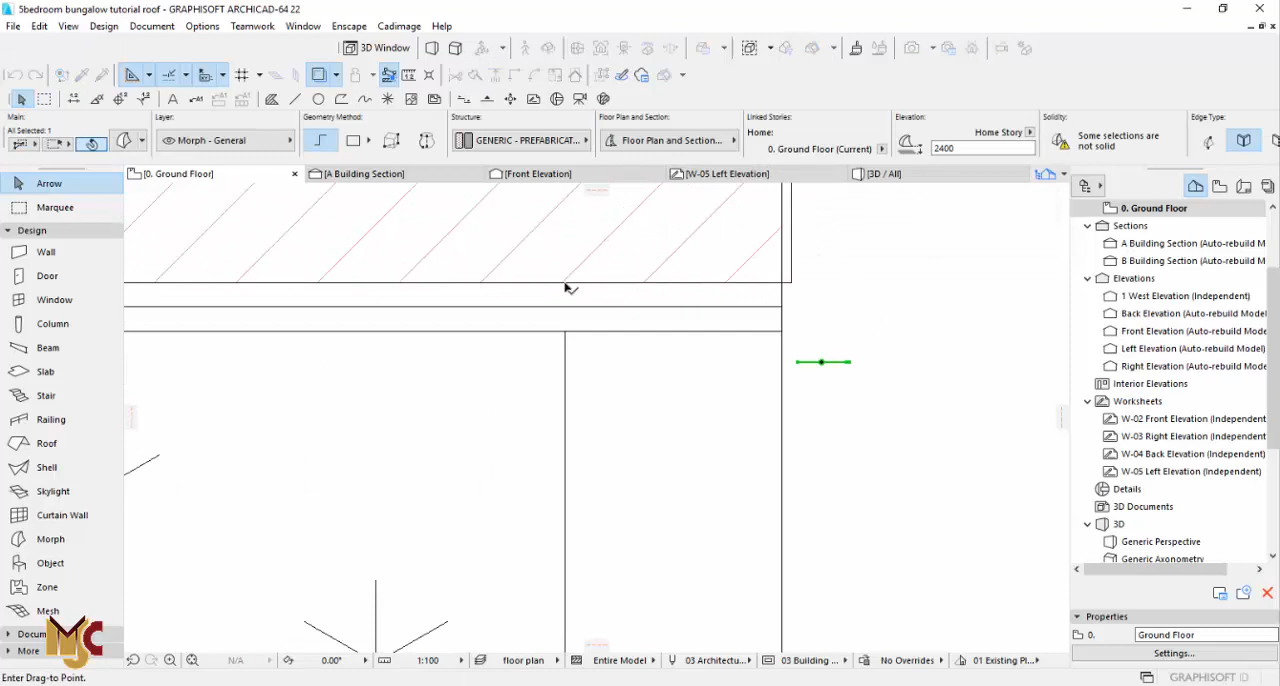 5bedroom bungalow tutorial roof - GRAPHISOFT ARCHICAD-64 22
File Edit View Design Document Options Teamwork Window Enscape Cadimage Help
3D Window
Main:
All Selected: 1
Layer:
Morph - General
Geometry Method:
Structure:
GENERIC - PREFABRICAT...
Floor Plan and Section:
Floor Plan and Section...
Linked Stories:
Home:
0. Ground Floor (Current)
Elevation:
Home Story
2400
Solidity:
Some selections are
not solid
Edge Type:
[0. Ground Floor]
[A Building Section]
[Front Elevation]
[W-05 Left Elevation]
[3D / All]
Arrow
Marquee
Design
Wall
Door
Window
Column
Beam
Slab
Stair
Railing
Roof
Shell
Skylight
Curtain Wall
Morph
Object
Zone
Mesh
Docum
More
MSC
0. Ground Floor
Sections
A Building Section (Auto-rebuild M
B Building Section (Auto-rebuild M
Elevations
1 West Elevation (Independent)
Back Elevation (Auto-rebuild Mode
Front Elevation (Auto-rebuild Mode
Left Elevation (Auto-rebuild Model)
Right Elevation (Auto-rebuild Mode
Interior Elevations
Worksheets
W-02 Front Elevation (Independent
W-03 Right Elevation (Independent
W-04 Back Elevation (Independent
W-05 Left Elevation (Independent)
Details
3D Documents
3D
Generic Perspective
Generic Axonometry
Properties
0.
Ground Floor
Settings...
N/A
0.00°
1:100
floor plan
Entire Model
03 Architectu...
03 Building ...
No Overrides
01 Existing Pl...
Enter Drag-to Point.
GRAPHISOFT ID